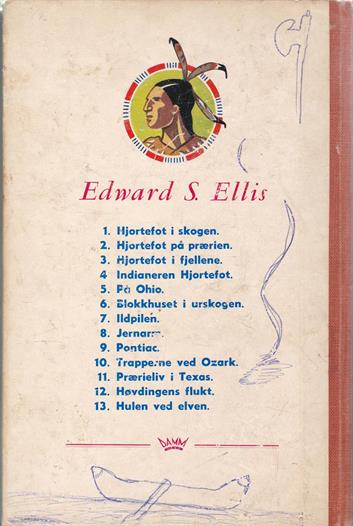 Edward S. Ellis
1. Hjortefot i skogen.
2. Hjortefot på prærien.
3. Hjortefot i fjellene.
4 Indianeren Hjortefot.
5. På Ohio.
6. Blokkhuset i urskogen.
7. Ildpilen.
8. Jernarm.
9. Pontiac.
10. Trapperne ved Ozark.
11. Prærieliv i Texas.
12. Høvdingens flukt.
13. Hulen ved elven.
DAMM